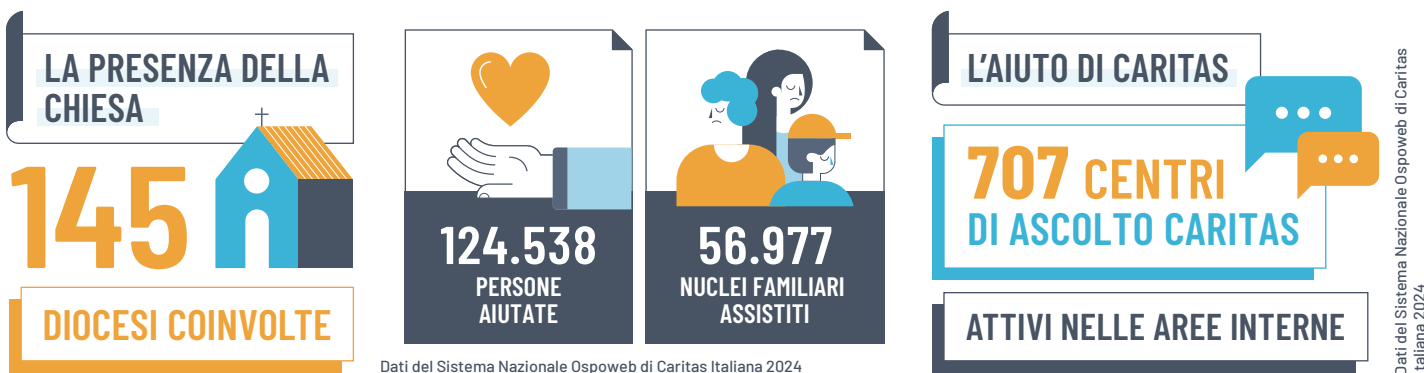 LA PRESENZA DELLA
CHIESA
145
DIOCESI COINVOLTE
124.538
PERSONE
AIUTATE
56.977
NUCLEI FAMILIARI
ASSISTITI
Dati del Sistema Nazionale Ospoweb di Caritas Italiana 2024
L'AIUTO DI CARITAS
707 CENTRI
DI ASCOLTO CARITAS
ATTIVI NELLE AREE INTERNE
Dati del Sistema Nazionale Ospoweb di Caritas
Italiana 2024